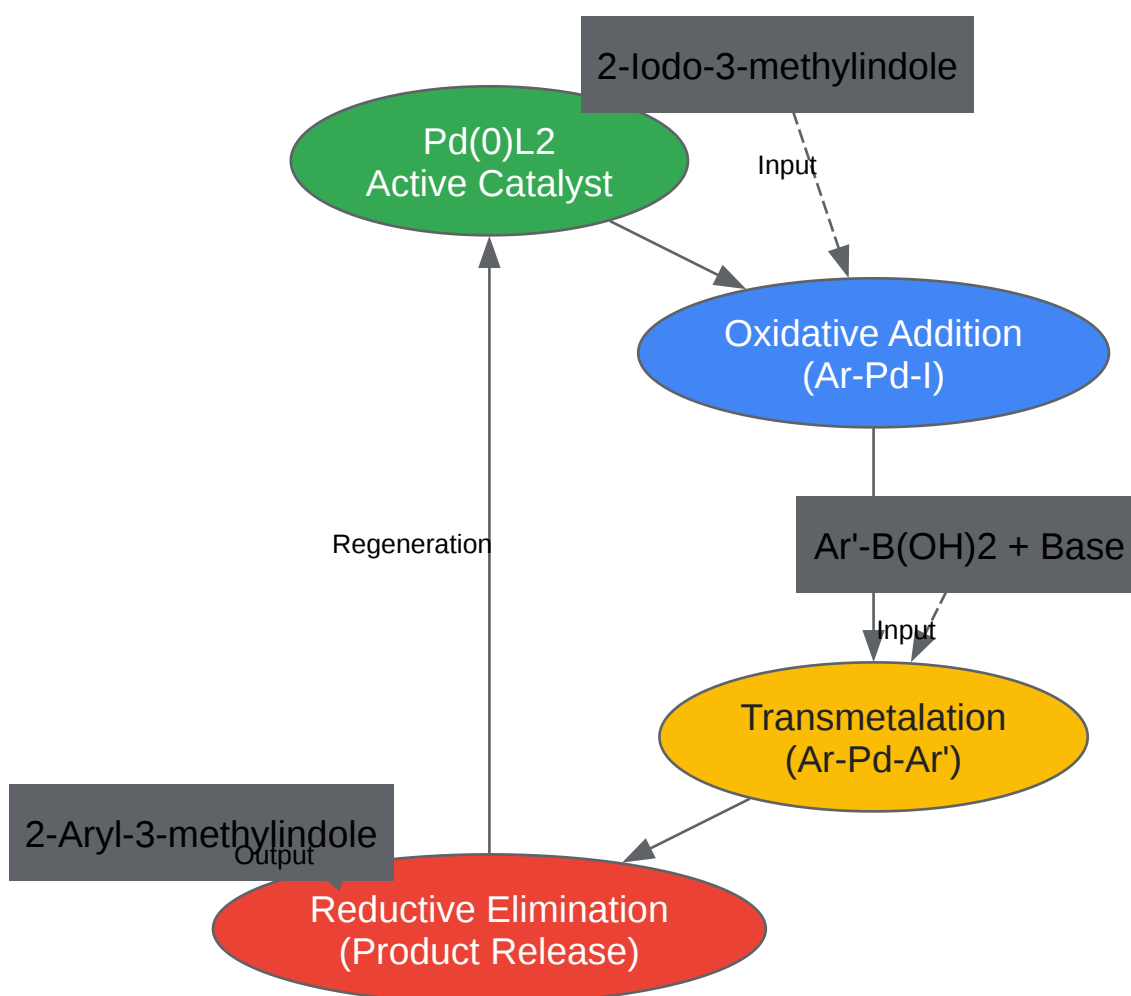 2-Iodo-3-methylindole
Pd(0)L2
Active Catalyst
Input
Oxidative Addition
(Ar-Pd-I)
Regeneration
Ar'-B(OH)2 + Base
Input
Transmetalation
(Ar-Pd-Ar')
2-Aryl-3-methylindole
Output
Reductive Elimination
(Product Release)